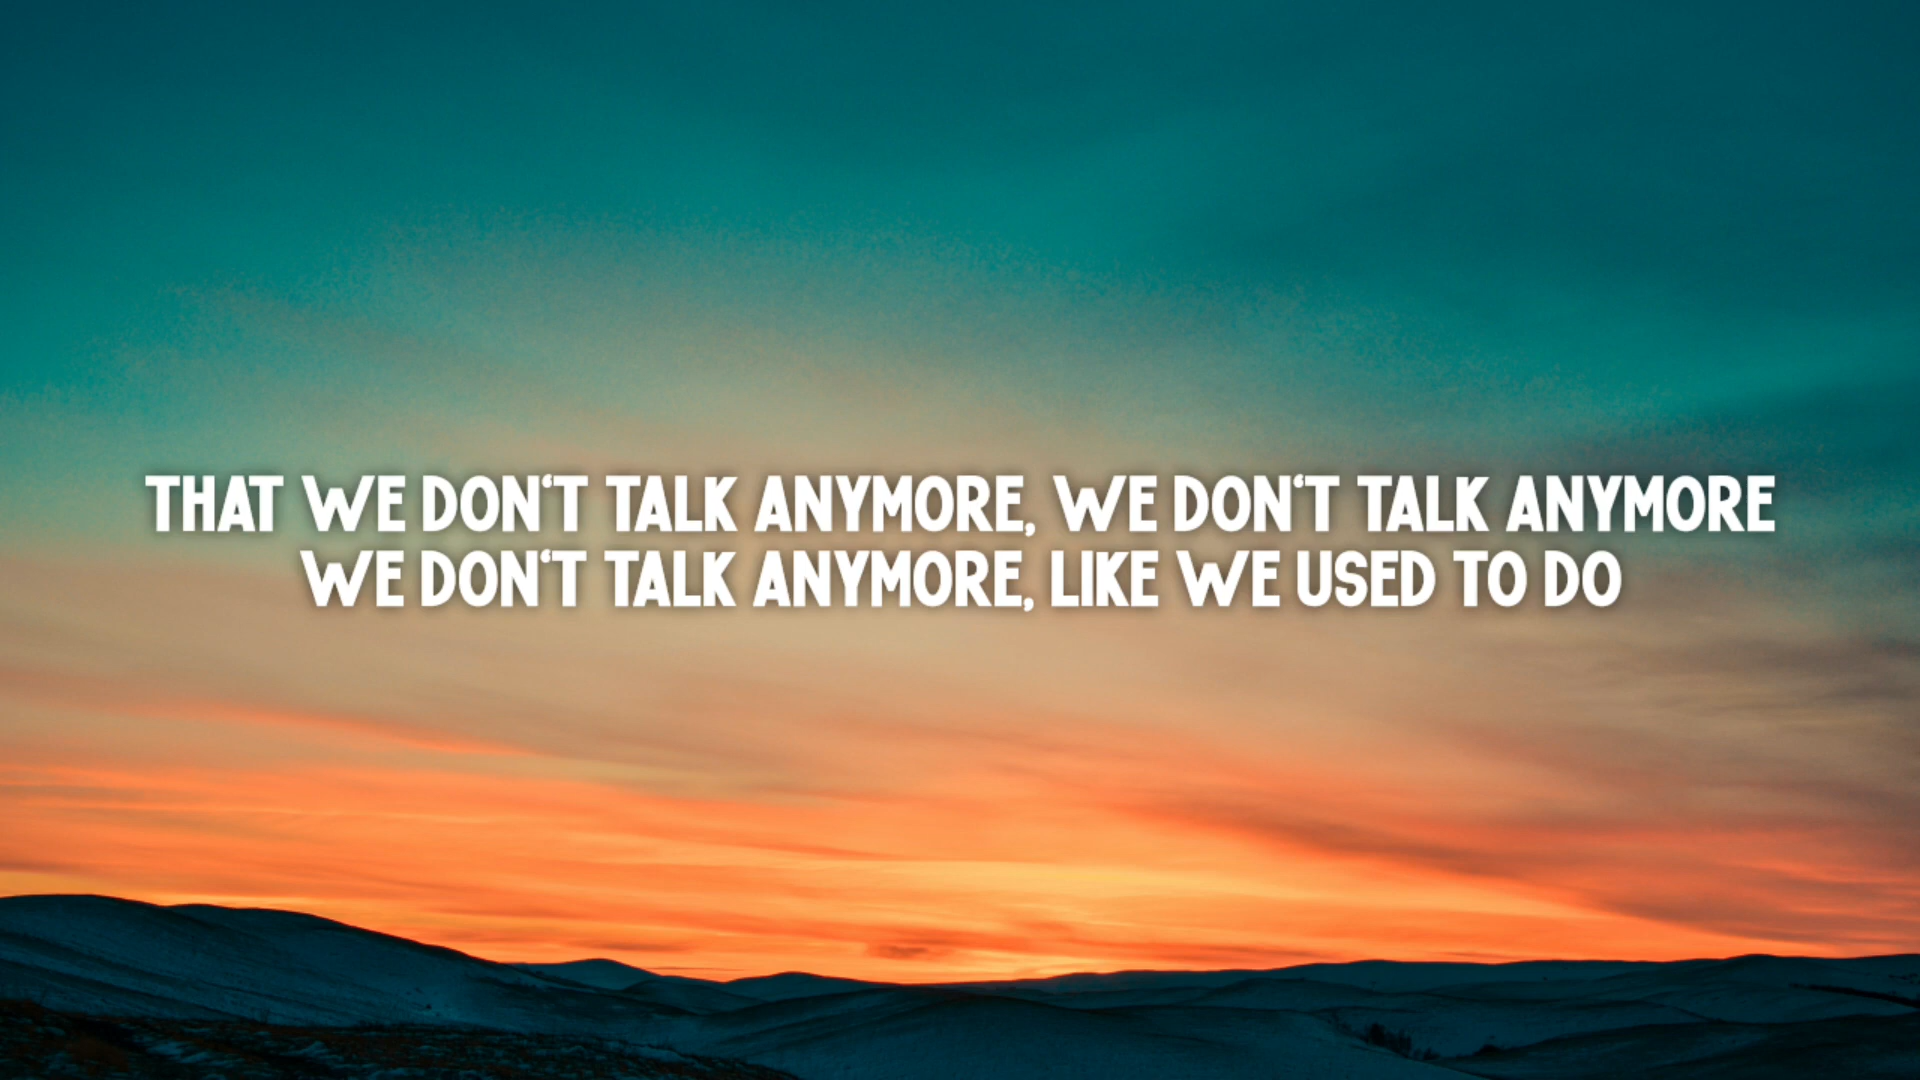 THAT WE DON'T TALK ANYMORE, WE DON'T TALK ANYMORE
WE DON'T TALK ANYMORE, LIKE WE USED TO DO